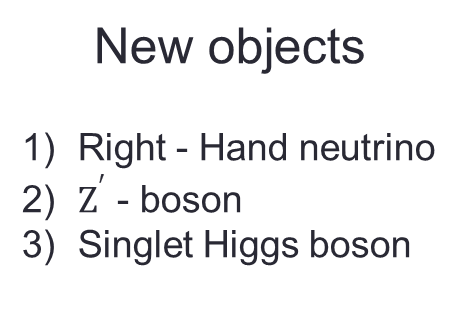 New objects
1) Right - Hand neutrino
2) Z′ - boson
3) Singlet Higgs boson